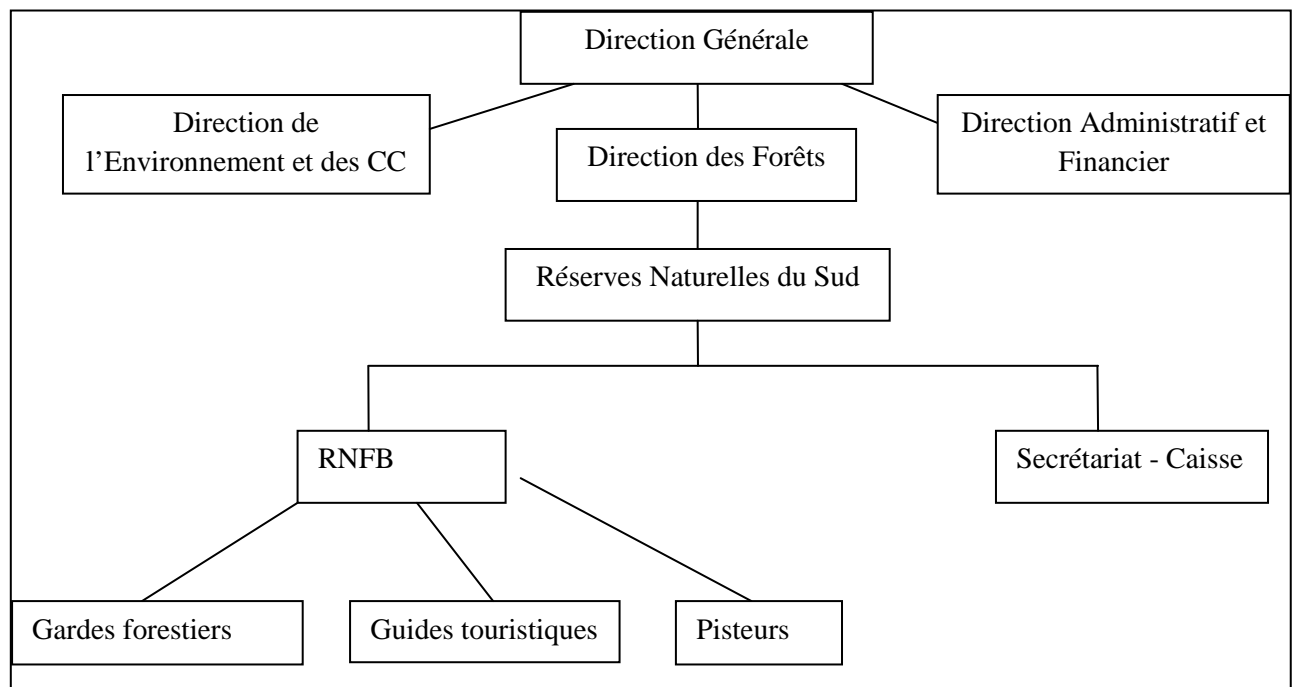 Direction Générale
Direction de
l’Environnement et des CC
Direction des Forêts
Direction Administratif et
Financier
Réserves Naturelles du Sud
RNFB
Secrétariat - Caisse
Gardes forestiers
Guides touristiques
Pisteurs